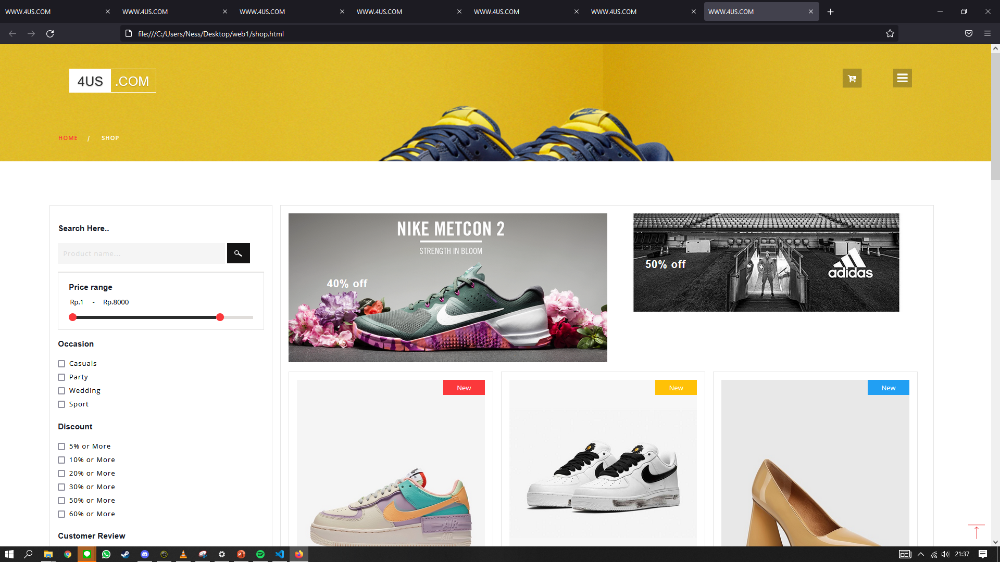 WWW.4US.COM WWW.4US.COM WWW.4US.COM WWW.4US.COM WWW.4US.COM WWW.4US.COM WWW.4US.COM
file:///C:/Users/Ness/Desktop/web1/shop.html
4US .COM
HOME / SHOP
Search Here..
Product name...
Price range
Rp.1 - Rp.8000
Occasion
Casuals
Party
Wedding
Sport
Discount
5% or More
10% or More
20% or More
30% or More
50% or More
60% or More
Customer Review
NIKE METCON 2
STRENGTH IN BLOOM
40% off
50% off
adidas
New
New
New
AIR
AIR
21:37